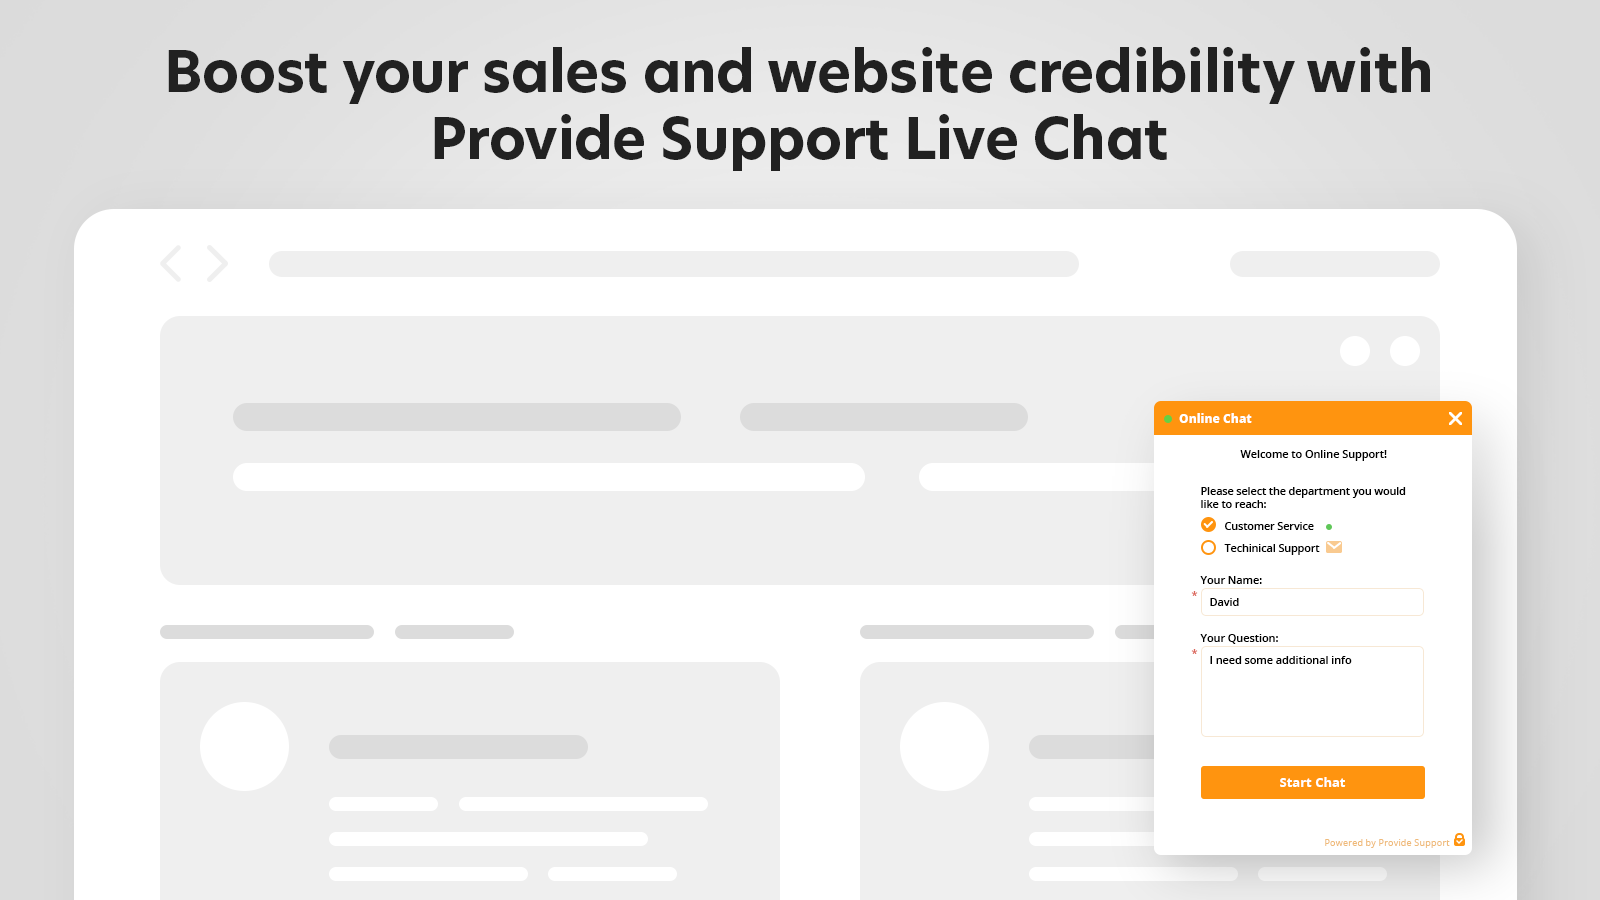 Boost your sales and website credibility with
Provide Support Live Chat
Online Chat
Welcome to Online Support!
Please select the department you would
like to reach:
Customer Service
Techinical Support
Your Name:
* David
Your Question:
* I need some additional info
Start Chat
Powered by Provide Support